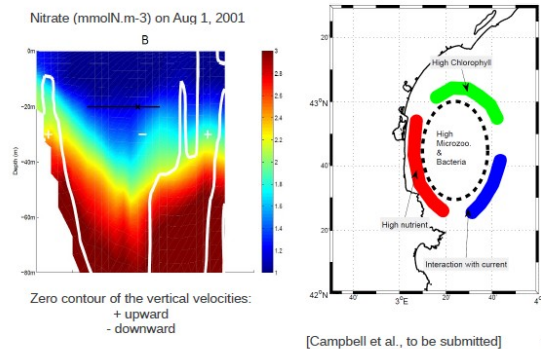 Nitrate (mmolN.m-3) on Aug 1, 2001
B
0
-20m
-40m
-60m
-80m
Depth (m)
+
-
+
3
2.8
2.6
2.4
2.2
2
1.8
1.6
1.4
1.2
1
Zero contour of the vertical velocities:
+ upward
- downward
20'
43°N
40'
20'
42°N
40'
3°E
20'
40'
4°
High Chlorophyll
High
Microzoo.
&
Bacteria
High nutrient
Interaction with current
[Campbell et al., to be submitted]